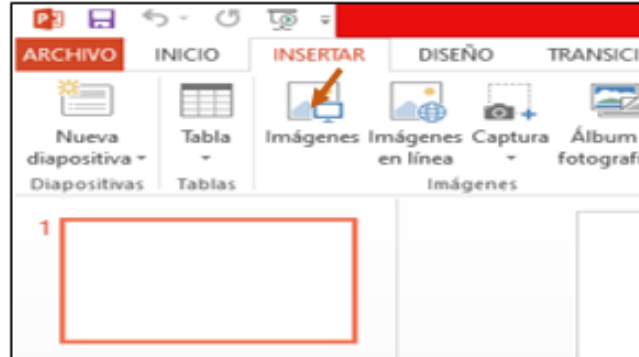 ARCHIVO INICIO INSERTAR DISEÑO TRANSICI
Nueva diapositiva
Tabla
Imágenes
Imágenes en línea
Captura
Álbum fotografí
Diapositivas Tablas Imágenes
1